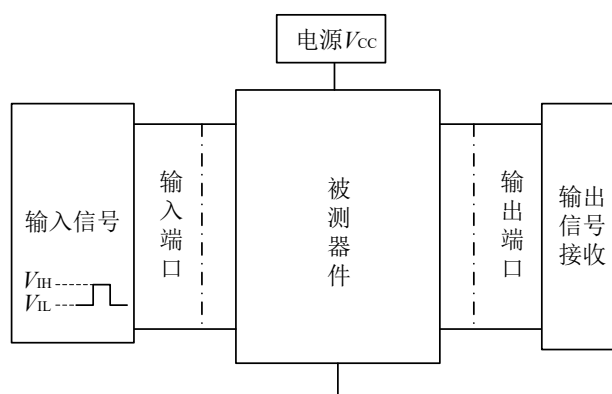 电源VCC
输入信号
VIH
VIL
输入端口
被测器件
输出端口
输出
信号
接收